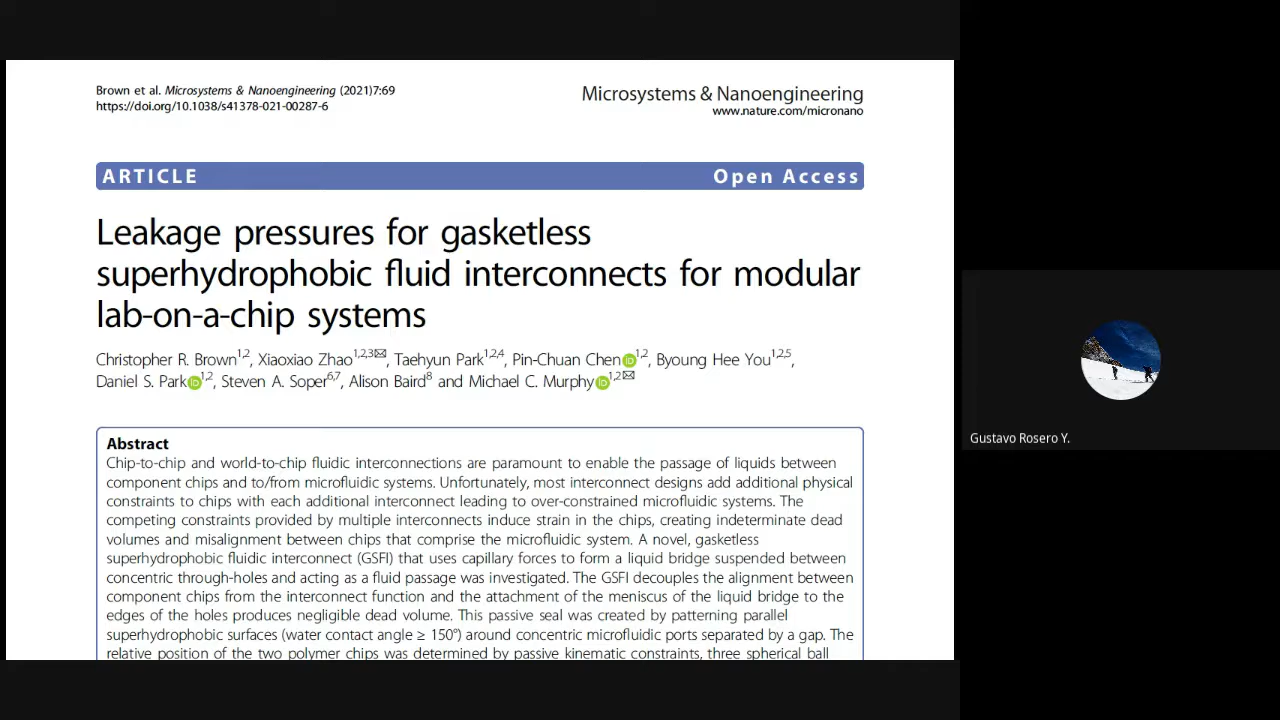 Brown et al. Microsystems & Nanoengineering (2021)7:69
https://doi.org/10.1038/s41378-021-00287-6
Microsystems & Nanoengineering
www.nature.com/micronano
ARTICLE
Open Access
Leakage pressures for gasketless
superhydrophobic fluid interconnects for modular
lab-on-a-chip systems
Christopher R. Brown1,2, Xiaoxiao Zhao1,2,3✉, Taehyun Park1,2,4, Pin-Chuan Chen iD1,2, Byoung Hee You1,2,5,
Daniel S. Park iD1,2, Steven A. Soper6,7, Alison Baird8 and Michael C. Murphy iD1,2✉
Abstract
Chip-to-chip and world-to-chip fluidic interconnections are paramount to enable the passage of liquids between
component chips and to/from microfluidic systems. Unfortunately, most interconnect designs add additional physical
constraints to chips with each additional interconnect leading to over-constrained microfluidic systems. The
competing constraints provided by multiple interconnects induce strain in the chips, creating indeterminate dead
volumes and misalignment between chips that comprise the microfluidic system. A novel, gasketless
superhydrophobic fluidic interconnect (GSFI) that uses capillary forces to form a liquid bridge suspended between
concentric through-holes and acting as a fluid passage was investigated. The GSFI decouples the alignment between
component chips from the interconnect function and the attachment of the meniscus of the liquid bridge to the
edges of the holes produces negligible dead volume. This passive seal was created by patterning parallel
superhydrophobic surfaces (water contact angle ≥ 150°) around concentric microfluidic ports separated by a gap. The
relative position of the two polymer chips was determined by passive kinematic constraints, three spherical ball
Gustavo Rosero Y.